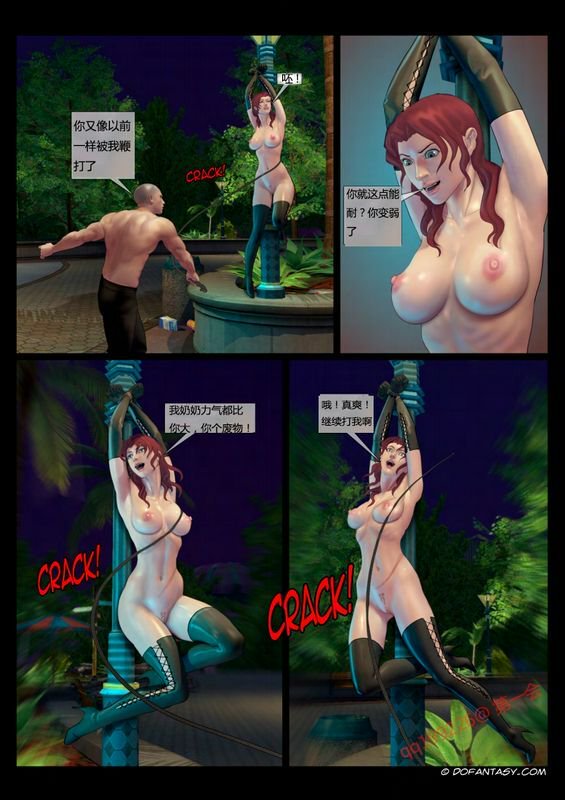 呸!
你又像以前
一样被我鞭
打了
CRACK!
你就这点能
耐?你变弱
了
我奶奶力气都比
你大，你个废物！
CRACK!
哦！真爽！
继续打我啊
CRACK!
© DOFANTASY.COM